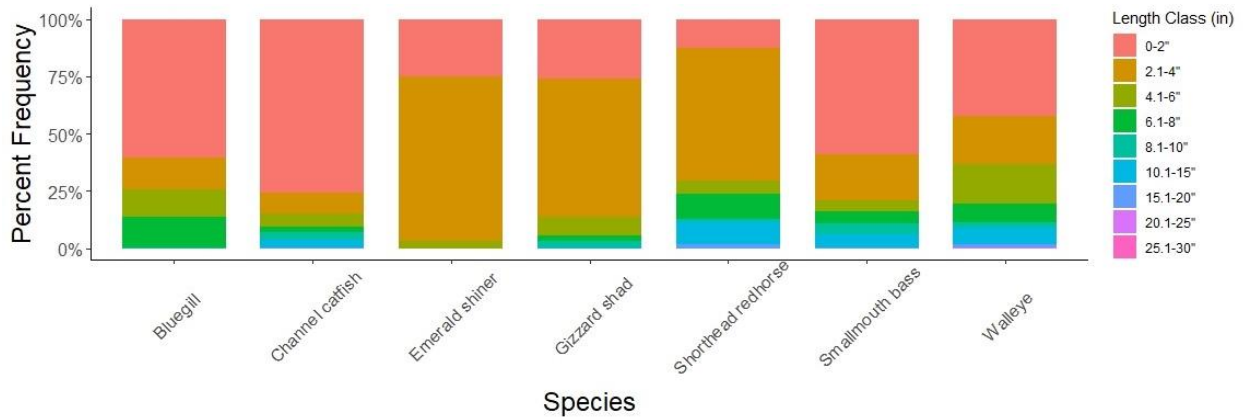 100%
75%
50%
25%
0%
Percent Frequency
Bluegill
Channel catfish
Emerald shiner
Gizzard shad
Shorthead redhorse
Smallmouth bass
Walleye
Species
Length Class (in)
0-2"
2.1-4"
4.1-6"
6.1-8"
8.1-10"
10.1-15"
15.1-20"
20.1-25"
25.1-30"